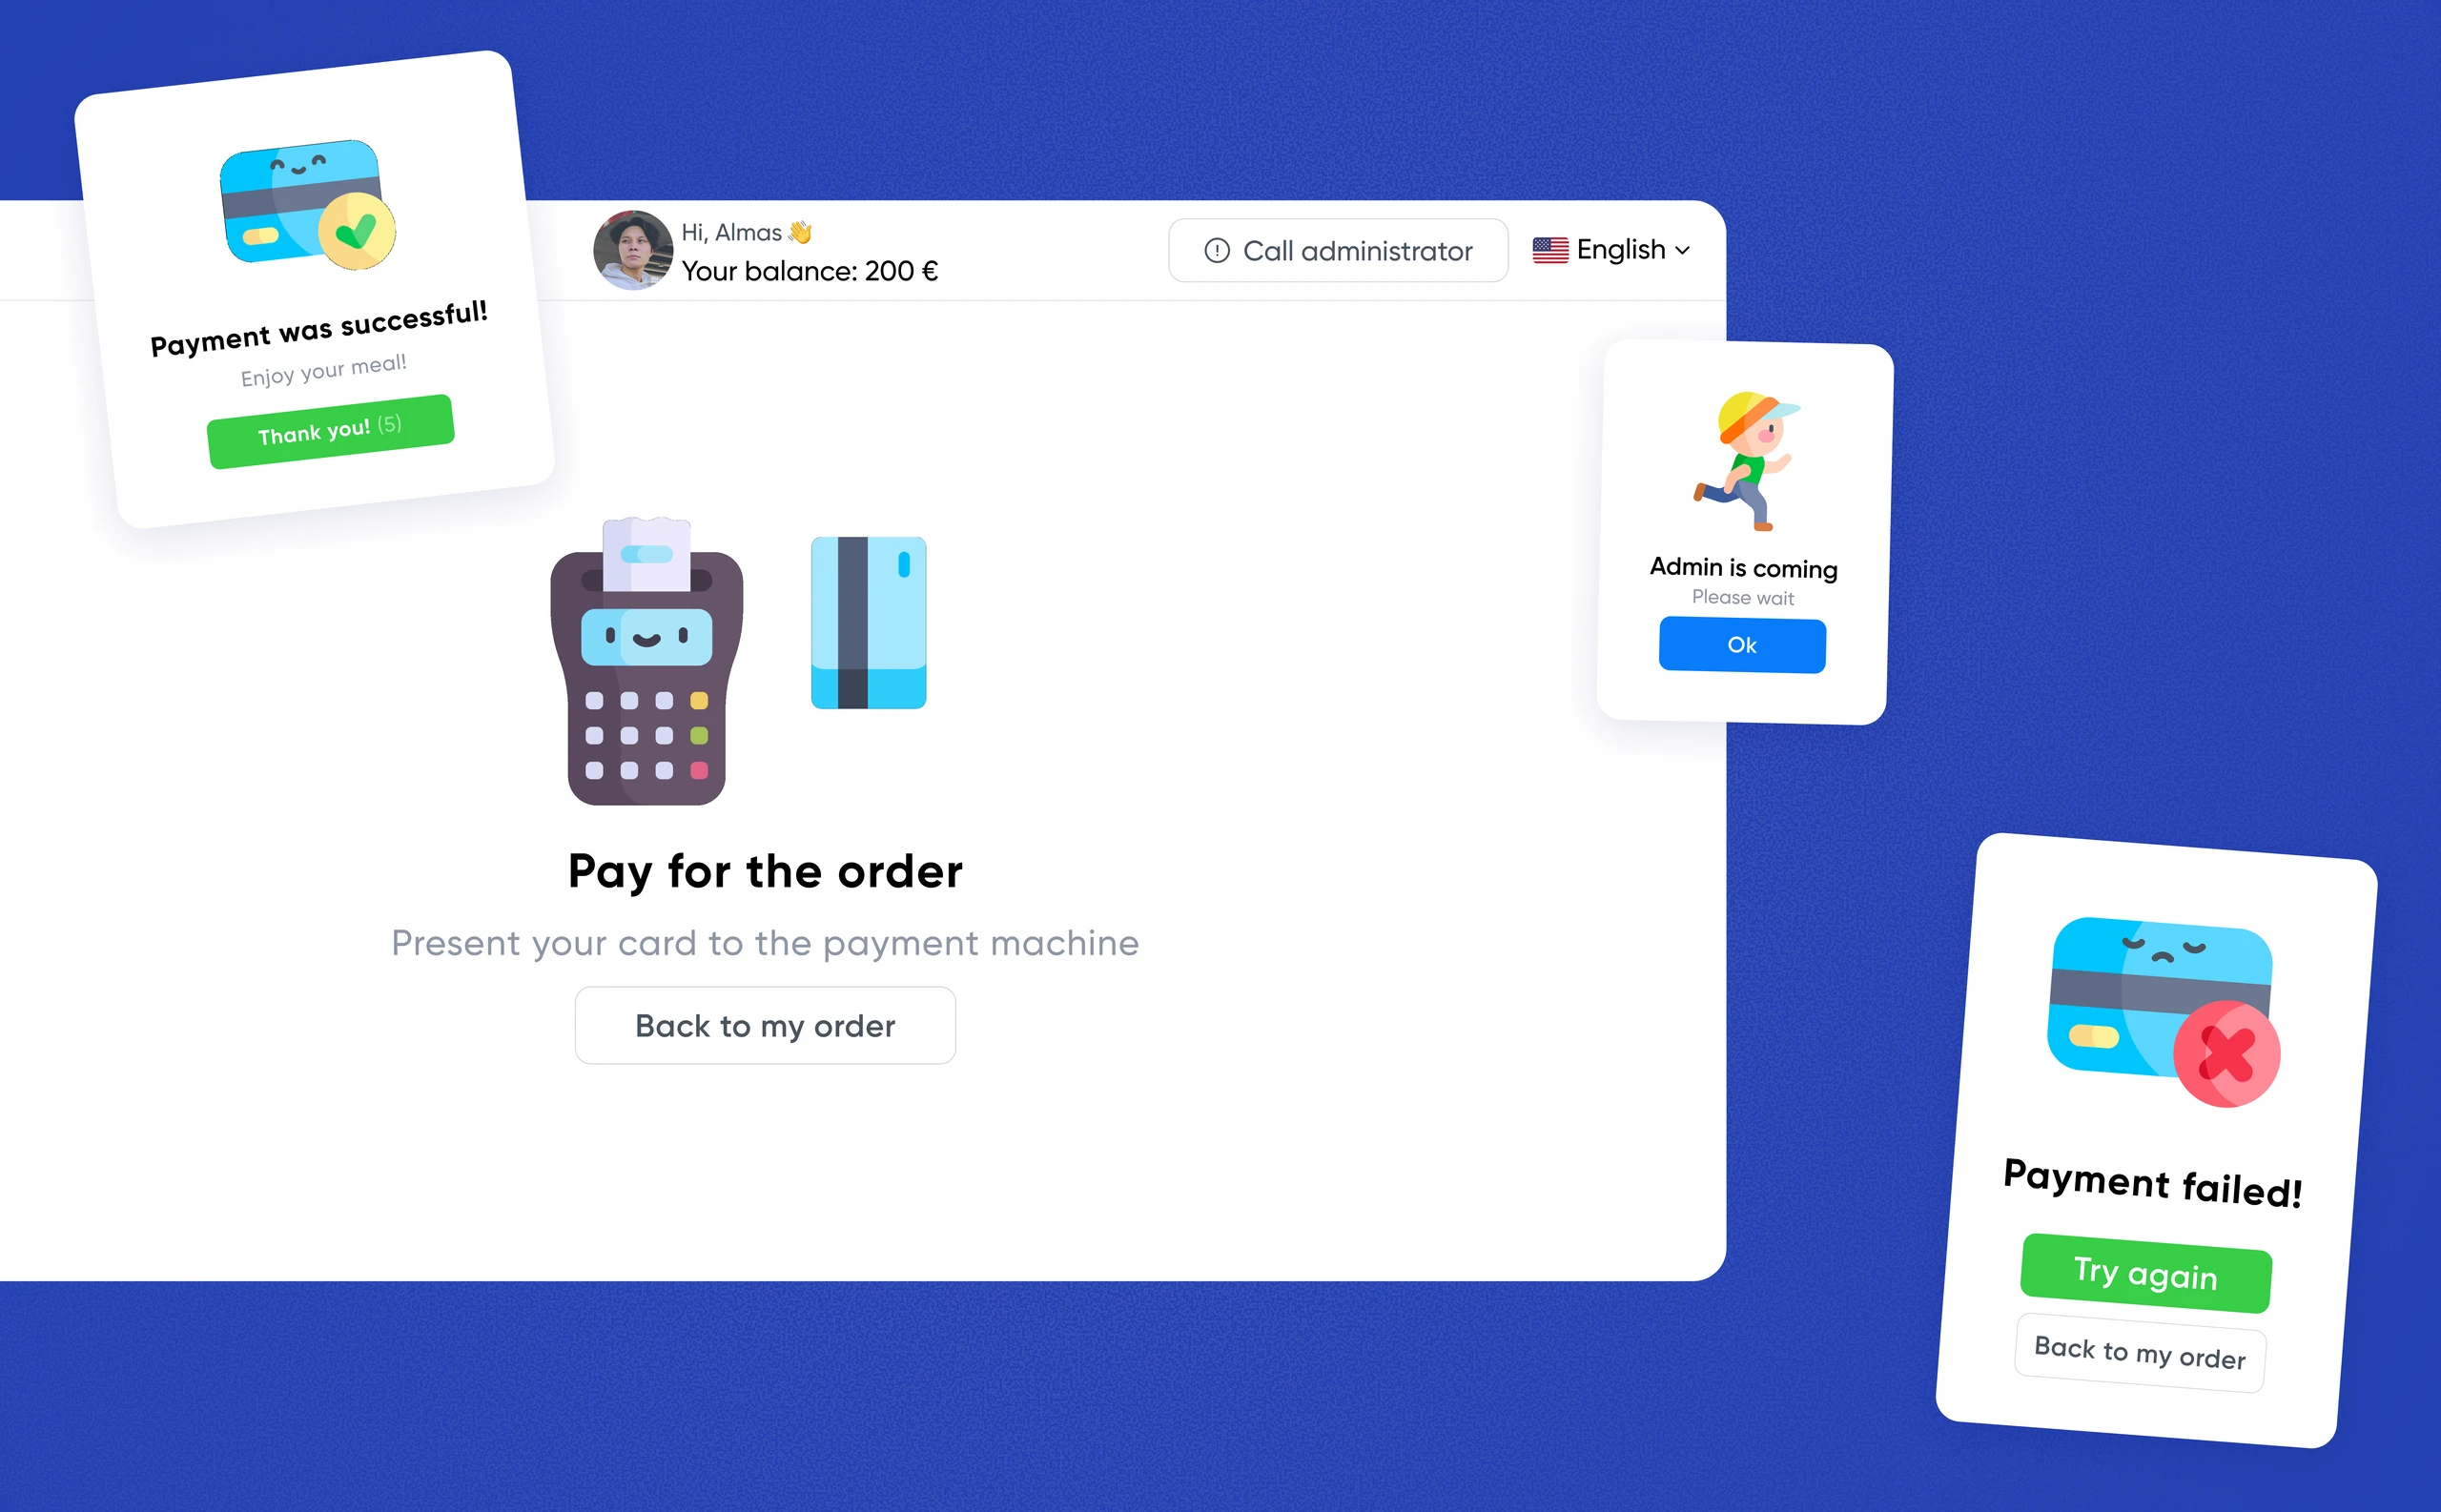 Payment was successful!
Enjoy your meal!
Thank you! (5)
Hi, Almas 👋
Your balance: 200 €
Call administrator
English
Pay for the order
Present your card to the payment machine
Back to my order
Admin is coming
Please wait
Ok
Payment failed!
Try again
Back to my order